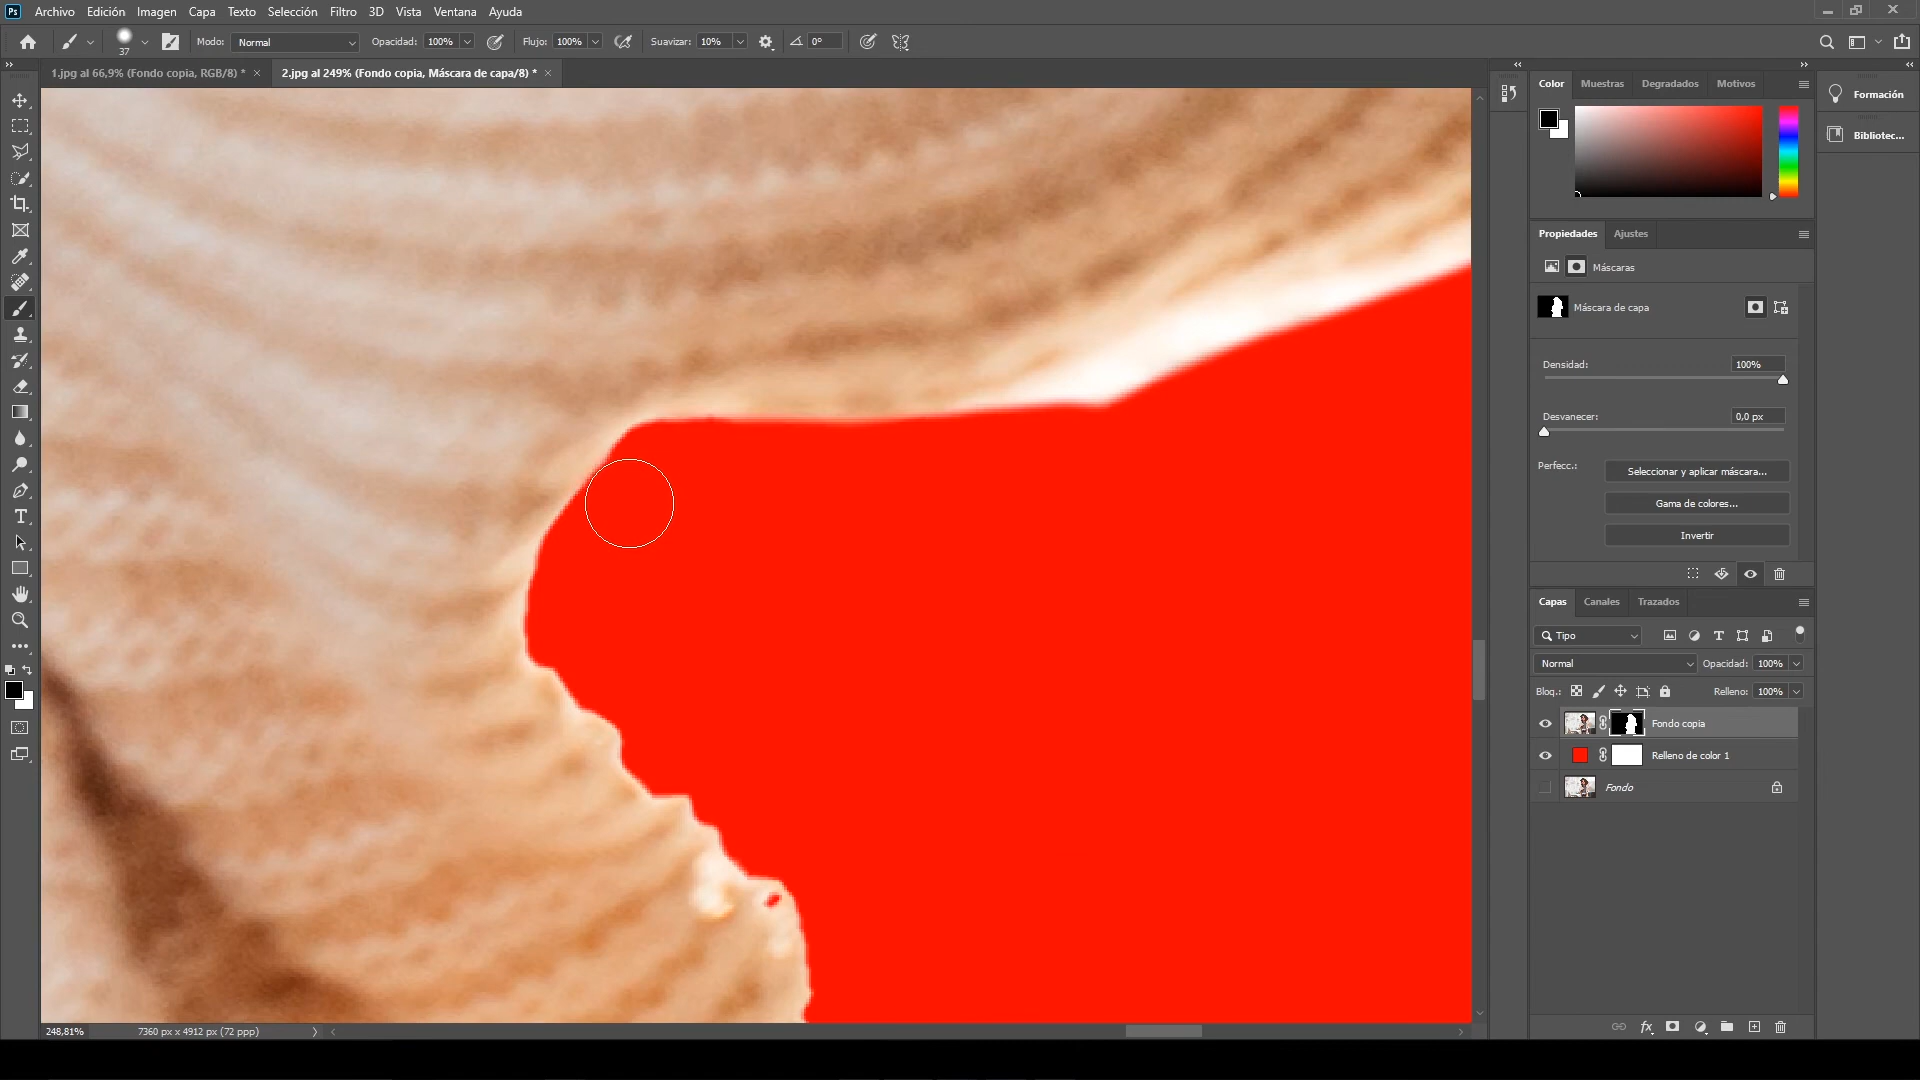 Ps Archivo Edición Imagen Capa Texto Selección Filtro 3D Vista Ventana Ayuda
37 Modo: Normal Opacidad: 100% Flujo: 100% Suavizar: 10% 0°
1.jpg al 66,9% (Fondo copia, RGB/8) *
2.jpg al 249% (Fondo copia, Máscara de capa/8) *
Color Muestras Degradados Motivos
Formación
Bibliotec...
Propiedades Ajustes
Máscaras
Máscara de capa
Densidad: 100%
Desvanecer: 0,0 px
Perfecc.: Seleccionar y aplicar máscara...
Gama de colores...
Invertir
Capas Canales Trazados
Tipo
Normal Opacidad: 100%
Bloq.: Relleno: 100%
Fondo copia
Relleno de color 1
Fondo
fx
248,81% 7360 px x 4912 px (72 ppp)